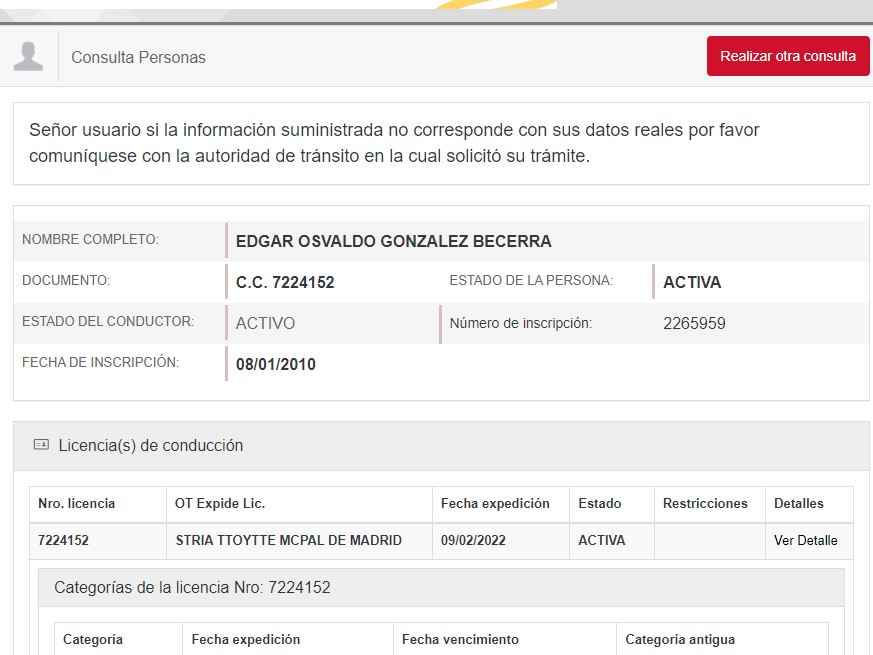 Consulta Personas
Realizar otra consulta
Señor usuario si la información suministrada no corresponde con sus datos reales por favor
comuníquese con la autoridad de tránsito en la cual solicitó su trámite.
NOMBRE COMPLETO: EDGAR OSVALDO GONZALEZ BECERRA
DOCUMENTO: C.C. 7224152 ESTADO DE LA PERSONA: ACTIVA
ESTADO DEL CONDUCTOR: ACTIVO Número de inscripción: 2265959
FECHA DE INSCRIPCIÓN: 08/01/2010
Licencia(s) de conducción
Nro. licencia OT Expide Lic. Fecha expedición Estado Restricciones Detalles
7224152 STRIA TTOYTTE MCPAL DE MADRID 09/02/2022 ACTIVA Ver Detalle
Categorías de la licencia Nro: 7224152
Categoría Fecha expedición Fecha vencimiento Categoria antigua